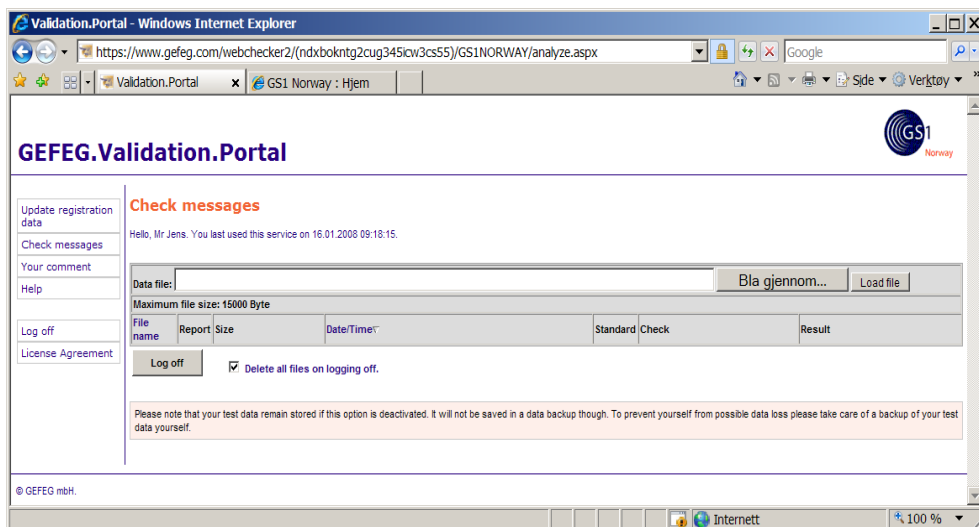 Validation.Portal - Windows Internet Explorer
https://www.gefeg.com/webchecker2/(ndxbokntg2cug345icw3cs55)/GS1NORWAY/analyze.aspx
Google
Validation.Portal
GS1 Norway : Hjem
Side
Verktøy
GS1
Norway
GEFEG.Validation.Portal
Update registration
data
Check messages
Your comment
Help
Log off
License Agreement
Check messages
Hello, Mr Jens. You last used this service on 16.01.2008 09:18:15.
Data file:
Bla gjennom...
Load file
Maximum file size: 15000 Byte
File
name
Report
Size
Date/Time
Standard
Check
Result
Log off
Delete all files on logging off.
Please note that your test data remain stored if this option is deactivated. It will not be saved in a data backup though. To prevent yourself from possible data loss please take care of a backup of your test
data yourself.
© GEFEG mbH.
Internett
100 %